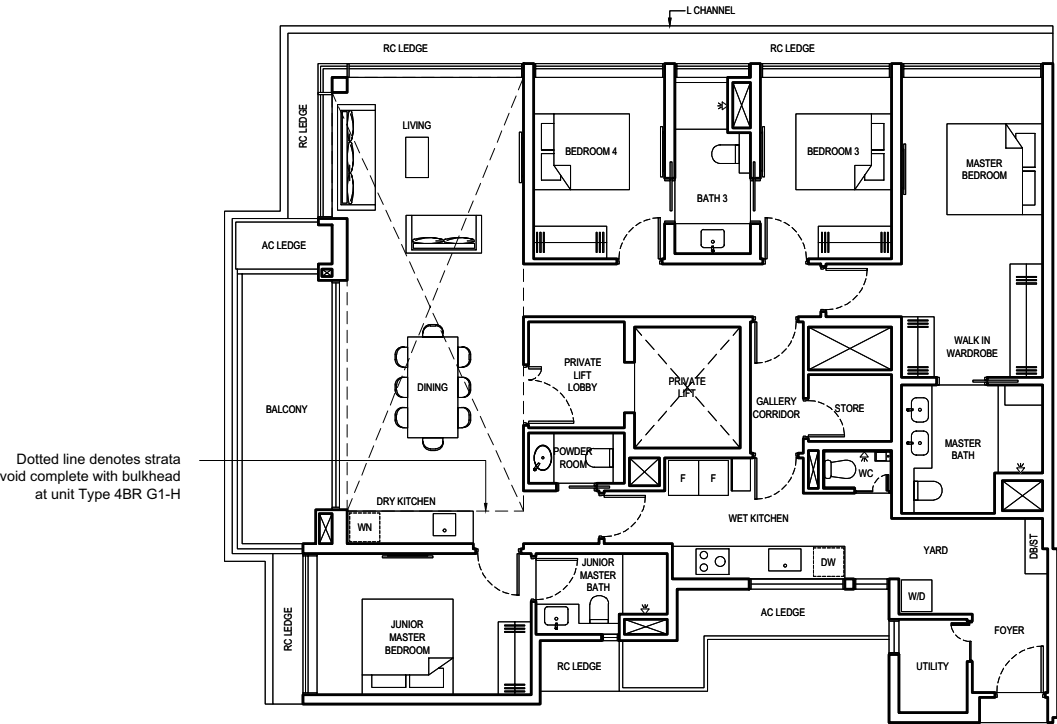 L CHANNEL
RC LEDGE
RC LEDGE
RC LEDGE
LIVING
BEDROOM 4
BATH 3
BEDROOM 3
MASTER
BEDROOM
AC LEDGE
BALCONY
DINING
PRIVATE
LIFT
LOBBY
PRIVATE
LIFT
GALLERY
CORRIDOR
STORE
WALK IN
WARDROBE
MASTER
BATH
POWDER
ROOM
F
F
WC
Dotted line denotes strata
void complete with bulkhead
at unit Type 4BR G1-H
DRY KITCHEN
WN
WET KITCHEN
DW
YARD
DB/ST
W/D
JUNIOR
MASTER
BATH
JUNIOR
MASTER
BEDROOM
RC LEDGE
RC LEDGE
AC LEDGE
FOYER
UTILITY